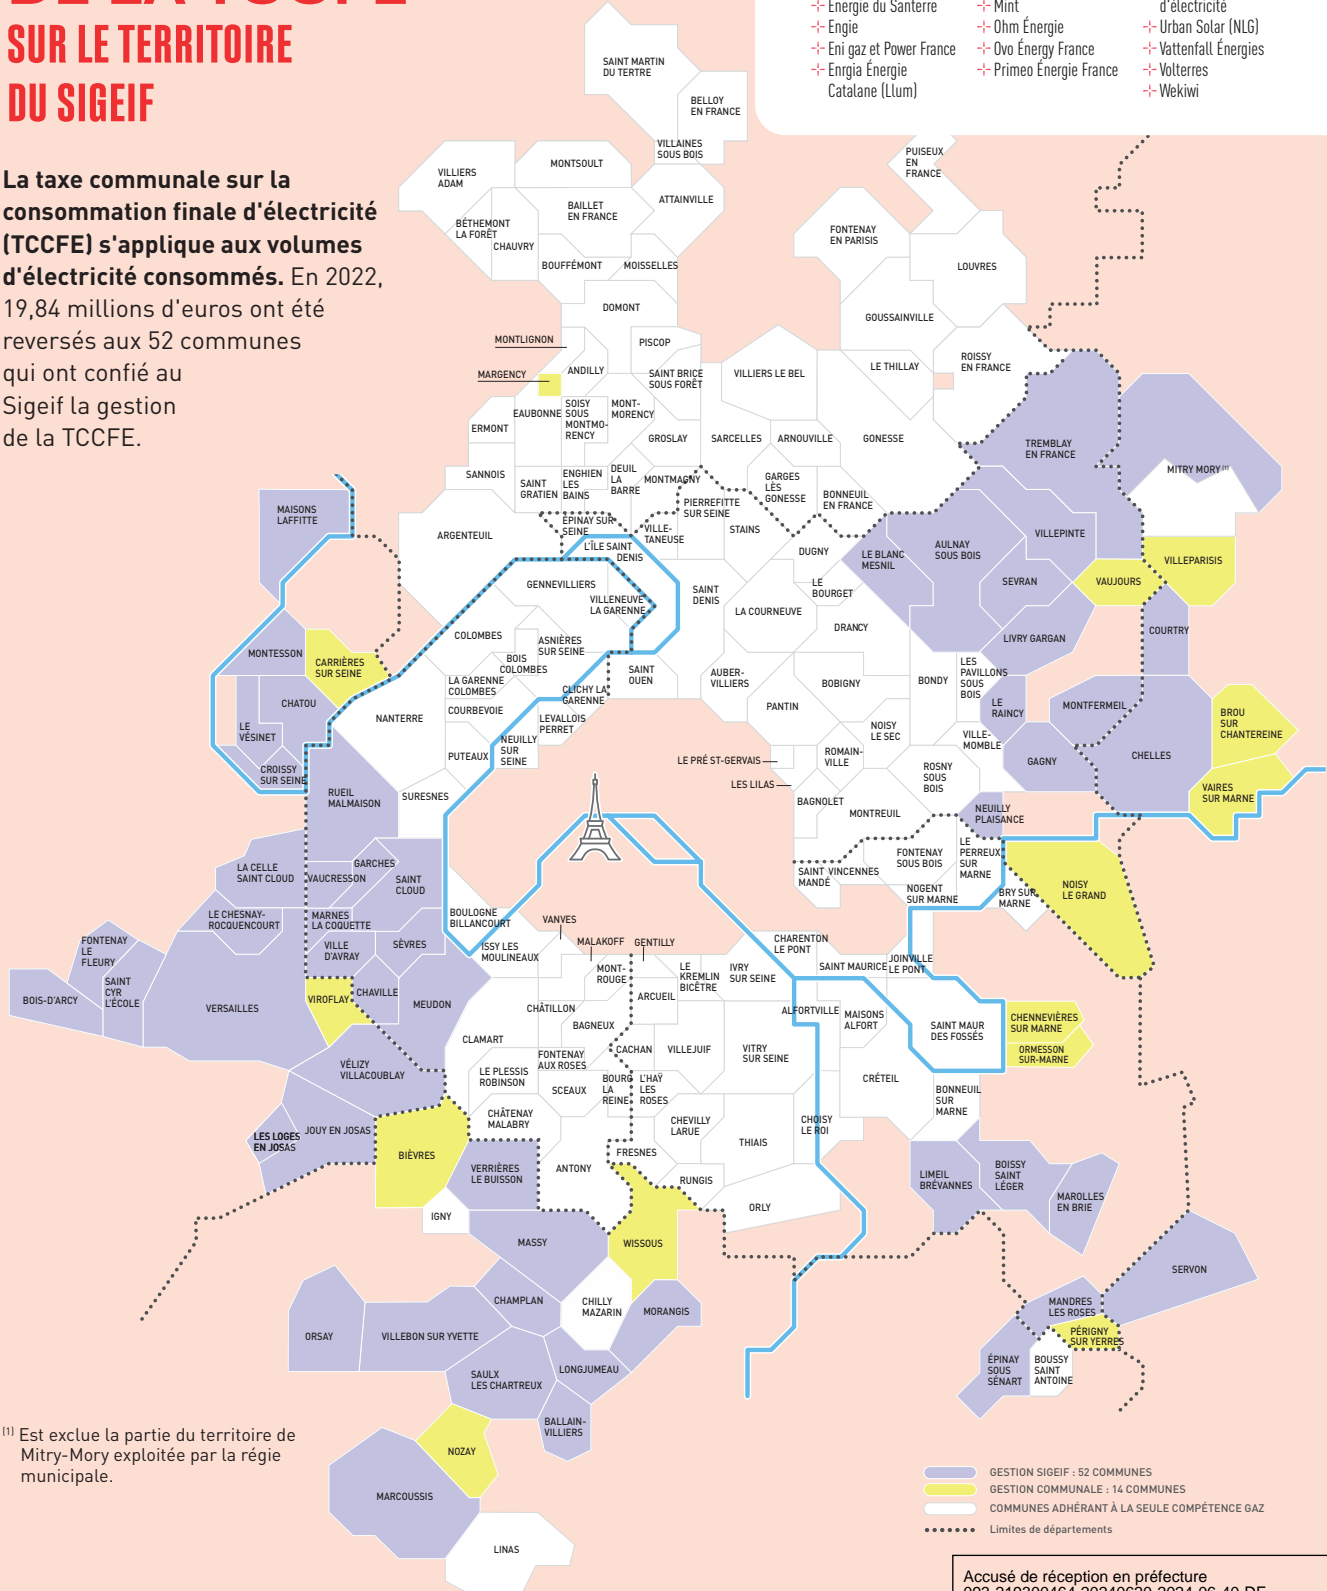 DE LA TCCFE
SUR LE TERRITOIRE
DU SIGEIF
La taxe communale sur la
consommation finale d'électricité
(TCCFE) s'applique aux volumes
d'électricité consommés. En 2022,
19,84 millions d'euros ont été
reversés aux 52 communes
qui ont confié au
Sigeif la gestion
de la TCCFE.
Énergie du Santerre
Engie
Eni gaz et Power France
Enrgia Énergie
Catalane (Llum)
Mint
Ohm Énergie
Ovo Énergy France
Primeo Énergie France
d'électricité
Urban Solar (NLG)
Vattenfall Énergies
Volterres
Wekiwi
SAINT MARTIN
DU TERTRE
BELLOY
EN FRANCE
VILLAINES
SOUS BOIS
VILLIERS
ADAM
MONTSOULT
BAILLET
EN FRANCE
ATTAINVILLE
BÉTHEMONT
LA FORÊT
CHAUVRY
BOUFFÉMONT
MOISSELLES
PUISEUX
EN
FRANCE
FONTENAY
EN PARISIS
LOUVRES
DOMONT
GOUSSAINVILLE
MONTLIGNON
PISCOP
MARGENCY
ANDILLY
SAINT BRICE
SOUS FORÊT
VILLIERS LE BEL
LE THILLAY
ROISSY
EN FRANCE
EAUBONNE
SOISY
SOUS
MONTMO-
RENCY
MONT-
MORENCY
ERMONT
GROSLAY
SARCELLES
ARNOUVILLE
GONESSE
TREMBLAY
EN FRANCE
MITRY MORY (1)
SANNOIS
SAINT
GRATIEN
ENGHIEN
LES
BAINS
DEUIL
LA
BARRE
MONTMAGNY
GARGES
LÈS
GONESSE
BONNEUIL
EN FRANCE
MAISONS
LAFFITTE
ARGENTEUIL
ÉPINAY SUR
SEINE
VILLE-
TANEUSE
PIERREFITTE
SUR SEINE
STAINS
L'ÎLE SAINT
DENIS
DUGNY
LE BLANC
MESNIL
AULNAY
SOUS BOIS
VILLEPINTE
VILLEPARISIS
GENNEVILLIERS
VILLENEUVE
LA GARENNE
SAINT
DENIS
LE
BOURGET
SEVRAN
VAUJOURS
LA COURNEUVE
DRANCY
COLOMBES
ASNIÈRES
SUR SEINE
LIVRY GARGAN
COURTRY
MONTESSON
CARRIÈRES
SUR SEINE
BOIS
COLOMBES
LA GARENNE
COLOMBES
SAINT
OUEN
AUBER-
VILLIERS
BOBIGNY
BONDY
LES
PAVILLONS
SOUS
BOIS
CLICHY LA
GARENNE
CHATOU
COURBEVOIE
PANTIN
LE
RAINCY
MONTFERMEIL
BROU
SUR
CHANTEREINE
NANTERRE
LEVALLOIS
PERRET
LE
VÉSINET
NOISY
LE SEC
VILLE-
MOMBLE
NEUILLY
SUR
SEINE
PUTEAUX
LE PRÉ ST-GERVAIS
ROMAIN-
VILLE
GAGNY
CHELLES
CROISSY
SUR SEINE
LES LILAS
ROSNY
SOUS
BOIS
RUEIL
MALMAISON
SURESNES
BAGNOLET
MONTREUIL
NEUILLY
PLAISANCE
VAIRES
SUR MARNE
LA CELLE
SAINT CLOUD
GARCHES
VAUCRESSON
SAINT
CLOUD
SAINT
MANDÉ
VINCENNES
FONTENAY
SOUS BOIS
LE
PERREUX
SUR
MARNE
NOGENT
SUR MARNE
BRY SUR
MARNE
NOISY
LE GRAND
LE CHESNAY-
ROCQUENCOURT
MARNES
LA COQUETTE
BOULOGNE
BILLANCOURT
VANVES
FONTENAY
LE
FLEURY
VILLE
D'AVRAY
SÈVRES
ISSY LES
MOULINEAUX
MALAKOFF
GENTILLY
CHARENTON
LE PONT
SAINT MAURICE
JOINVILLE
LE PONT
SAINT
CYR
L'ÉCOLE
BOIS-D'ARCY
VERSAILLES
VIROFLAY
CHAVILLE
MEUDON
MONT-
ROUGE
LE
KREMLIN
BICÊTRE
IVRY
SUR SEINE
ARCUEIL
CHÂTILLON
ALFORTVILLE
MAISONS
ALFORT
SAINT MAUR
DES FOSSÉS
CHENNEVIÈRES
SUR MARNE
BAGNEUX
CLAMART
CACHAN
VILLEJUIF
VITRY
SUR SEINE
ORMESSON
SUR-MARNE
VÉLIZY
VILLACOUBLAY
FONTENAY
AUX ROSES
LE PLESSIS
ROBINSON
SCEAUX
BOURG
LA
REINE
L'HAŸ
LES
ROSES
CRÉTEIL
BONNEUIL
SUR
MARNE
CHÂTENAY
MALABRY
CHEVILLY
LARUE
CHOISY
LE ROI
LES LOGES
EN JOSAS
JOUY EN JOSAS
BIÈVRES
THIAIS
FRESNES
VERRIÈRES
LE BUISSON
ANTONY
RUNGIS
LIMEIL
BRÉVANNES
BOISSY
SAINT
LÉGER
MAROLLES
EN BRIE
IGNY
ORLY
MASSY
WISSOUS
SERVON
CHAMPLAN
CHILLY
MAZARIN
MORANGIS
MANDRES
LES ROSES
ORSAY
VILLEBON SUR YVETTE
PÉRIGNY
SUR YERRES
SAULX
LES CHARTREUX
LONGJUMEAU
ÉPINAY
SOUS
SÉNART
BOUSSY
SAINT
ANTOINE
BALLAIN-
VILLIERS
NOZAY
MARCOUSSIS
LINAS
(1) Est exclue la partie du territoire de
Mitry-Mory exploitée par la régie
municipale.
GESTION SIGEIF : 52 COMMUNES
GESTION COMMUNALE : 14 COMMUNES
COMMUNES ADHÉRANT À LA SEULE COMPÉTENCE GAZ
Limites de départements
Accusé de réception en préfecture